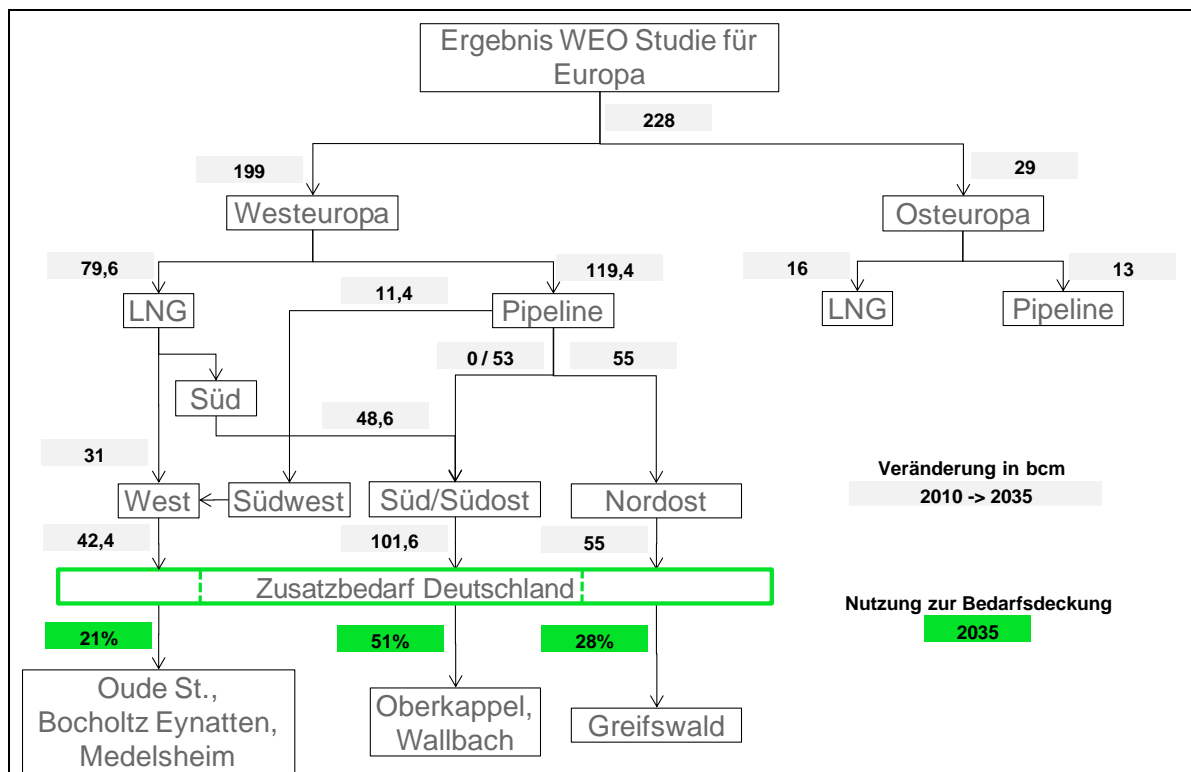 Ergebnis WEO Studie für
Europa
228
199
29
Westeuropa
Osteuropa
79,6
119,4
16
13
11,4
LNG
Pipeline
LNG
Pipeline
0 / 53
55
Süd
48,6
31
Veränderung in bcm
2010 -> 2035
West
Südwest
Süd/Südost
Nordost
42,4
101,6
55
Zusatzbedarf Deutschland
Nutzung zur Bedarfsdeckung
2035
21%
51%
28%
Oude St.,
Bocholtz Eynatten,
Medelsheim
Oberkappel,
Wallbach
Greifswald